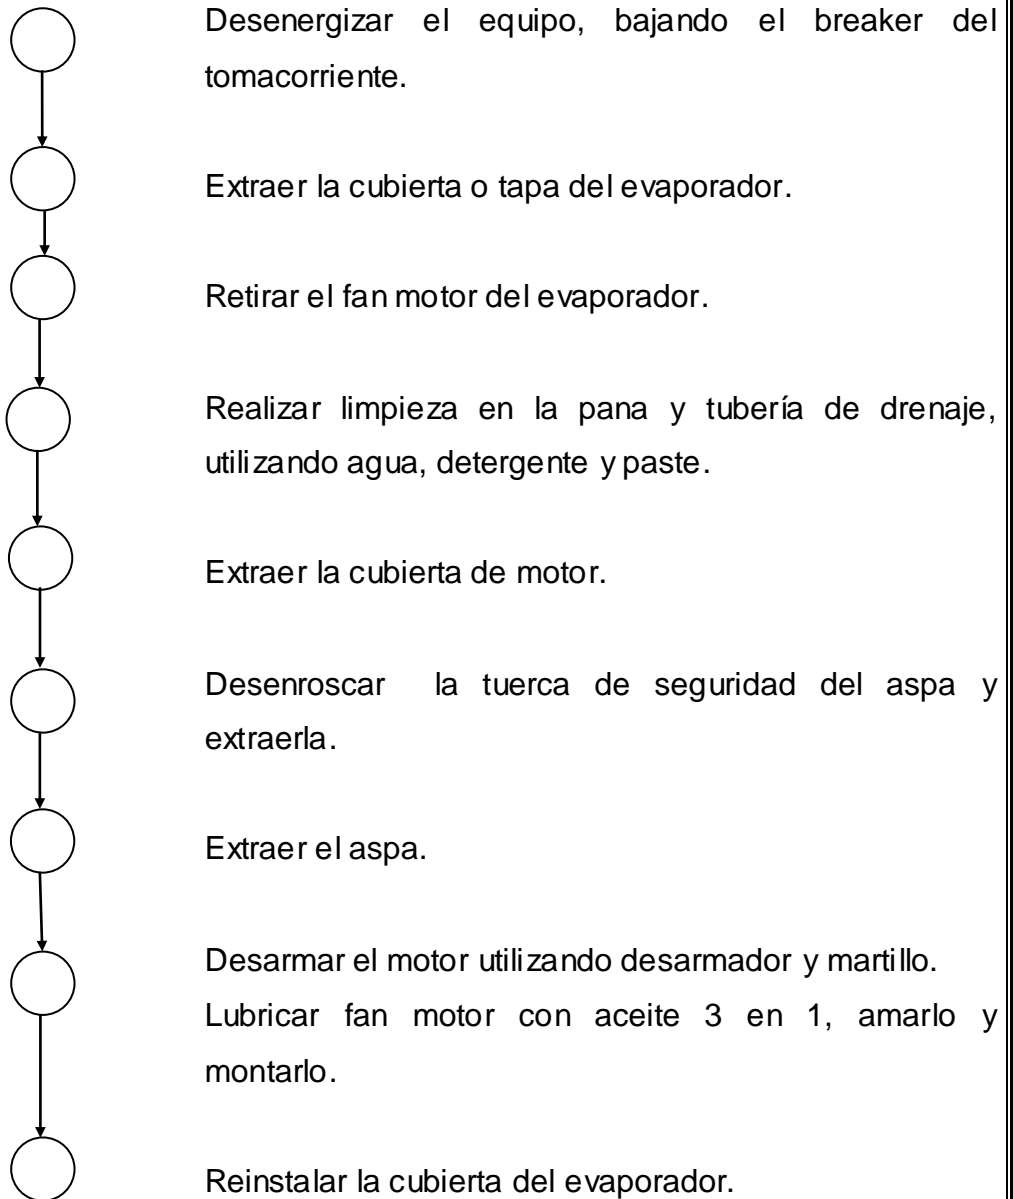 Desenergizar el equipo, bajando el breaker del
tomacorriente.
Extraer la cubierta o tapa del evaporador.
Retirar el fan motor del evaporador.
Realizar limpieza en la pana y tubería de drenaje,
utilizando agua, detergente y paste.
Extraer la cubierta de motor.
Desenroscar la tuerca de seguridad del aspa y
extraerla.
Extraer el aspa.
Desarmar el motor utilizando desarmador y martillo.
Lubricar fan motor con aceite 3 en 1, amarlo y
montarlo.
Reinstalar la cubierta del evaporador.